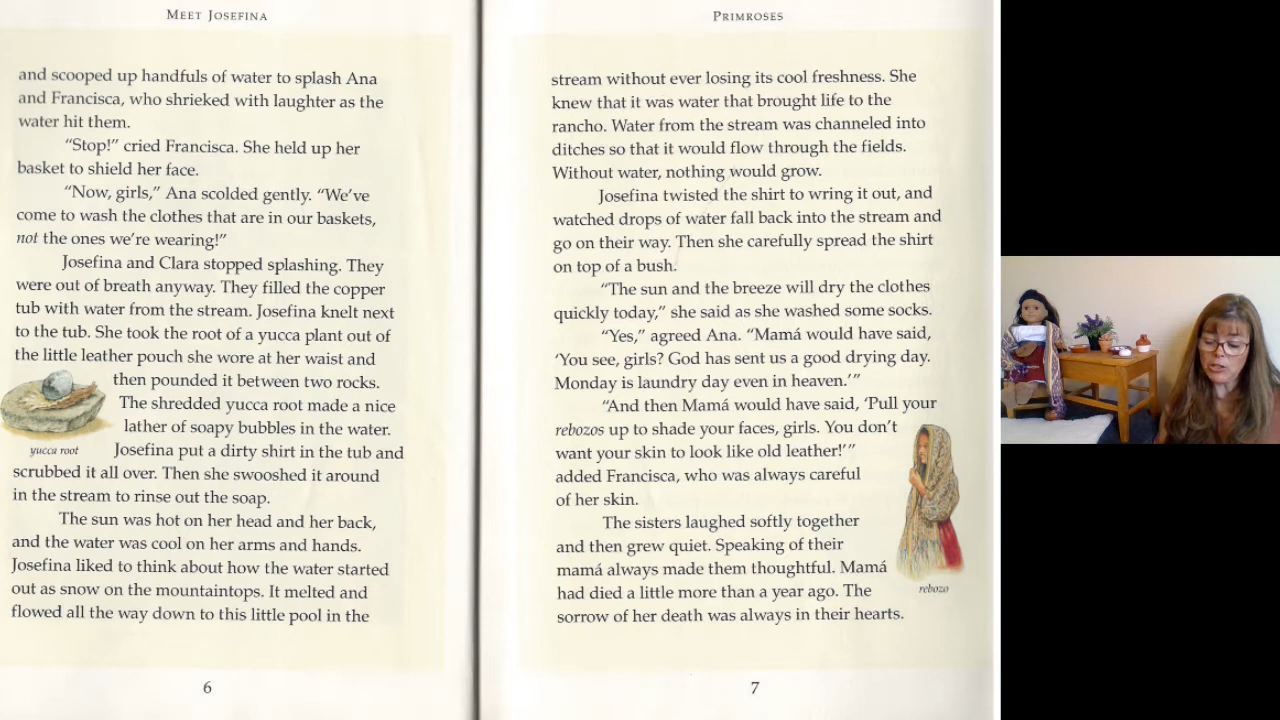 MEET JOSEFINA
and scooped up handfuls of water to splash Ana
and Francisca, who shrieked with laughter as the
water hit them.
“Stop!” cried Francisca. She held up her
basket to shield her face.
“Now, girls,” Ana scolded gently. “We’ve
come to wash the clothes that are in our baskets,
not the ones we’re wearing!”
Josefina and Clara stopped splashing. They
were out of breath anyway. They filled the copper
tub with water from the stream. Josefina knelt next
to the tub. She took the root of a yucca plant out of
the little leather pouch she wore at her waist and
then pounded it between two rocks.
The shredded yucca root made a nice
lather of soapy bubbles in the water.
yucca root
Josefina put a dirty shirt in the tub and
scrubbed it all over. Then she swooshed it around
in the stream to rinse out the soap.
The sun was hot on her head and her back,
and the water was cool on her arms and hands.
Josefina liked to think about how the water started
out as snow on the mountaintops. It melted and
flowed all the way down to this little pool in the
6
PRIMROSES
stream without ever losing its cool freshness. She
knew that it was water that brought life to the
rancho. Water from the stream was channeled into
ditches so that it would flow through the fields.
Without water, nothing would grow.
Josefina twisted the shirt to wring it out, and
watched drops of water fall back into the stream and
go on their way. Then she carefully spread the shirt
on top of a bush.
“The sun and the breeze will dry the clothes
quickly today,” she said as she washed some socks.
“Yes,” agreed Ana. “Mamá would have said,
‘You see, girls? God has sent us a good drying day.
Monday is laundry day even in heaven.’”
“And then Mamá would have said, ‘Pull your
rebozos up to shade your faces, girls. You don’t
want your skin to look like old leather!’”
added Francisca, who was always careful
of her skin.
The sisters laughed softly together
and then grew quiet. Speaking of their
mamá always made them thoughtful. Mamá
had died a little more than a year ago. The
rebozo
sorrow of her death was always in their hearts.
7